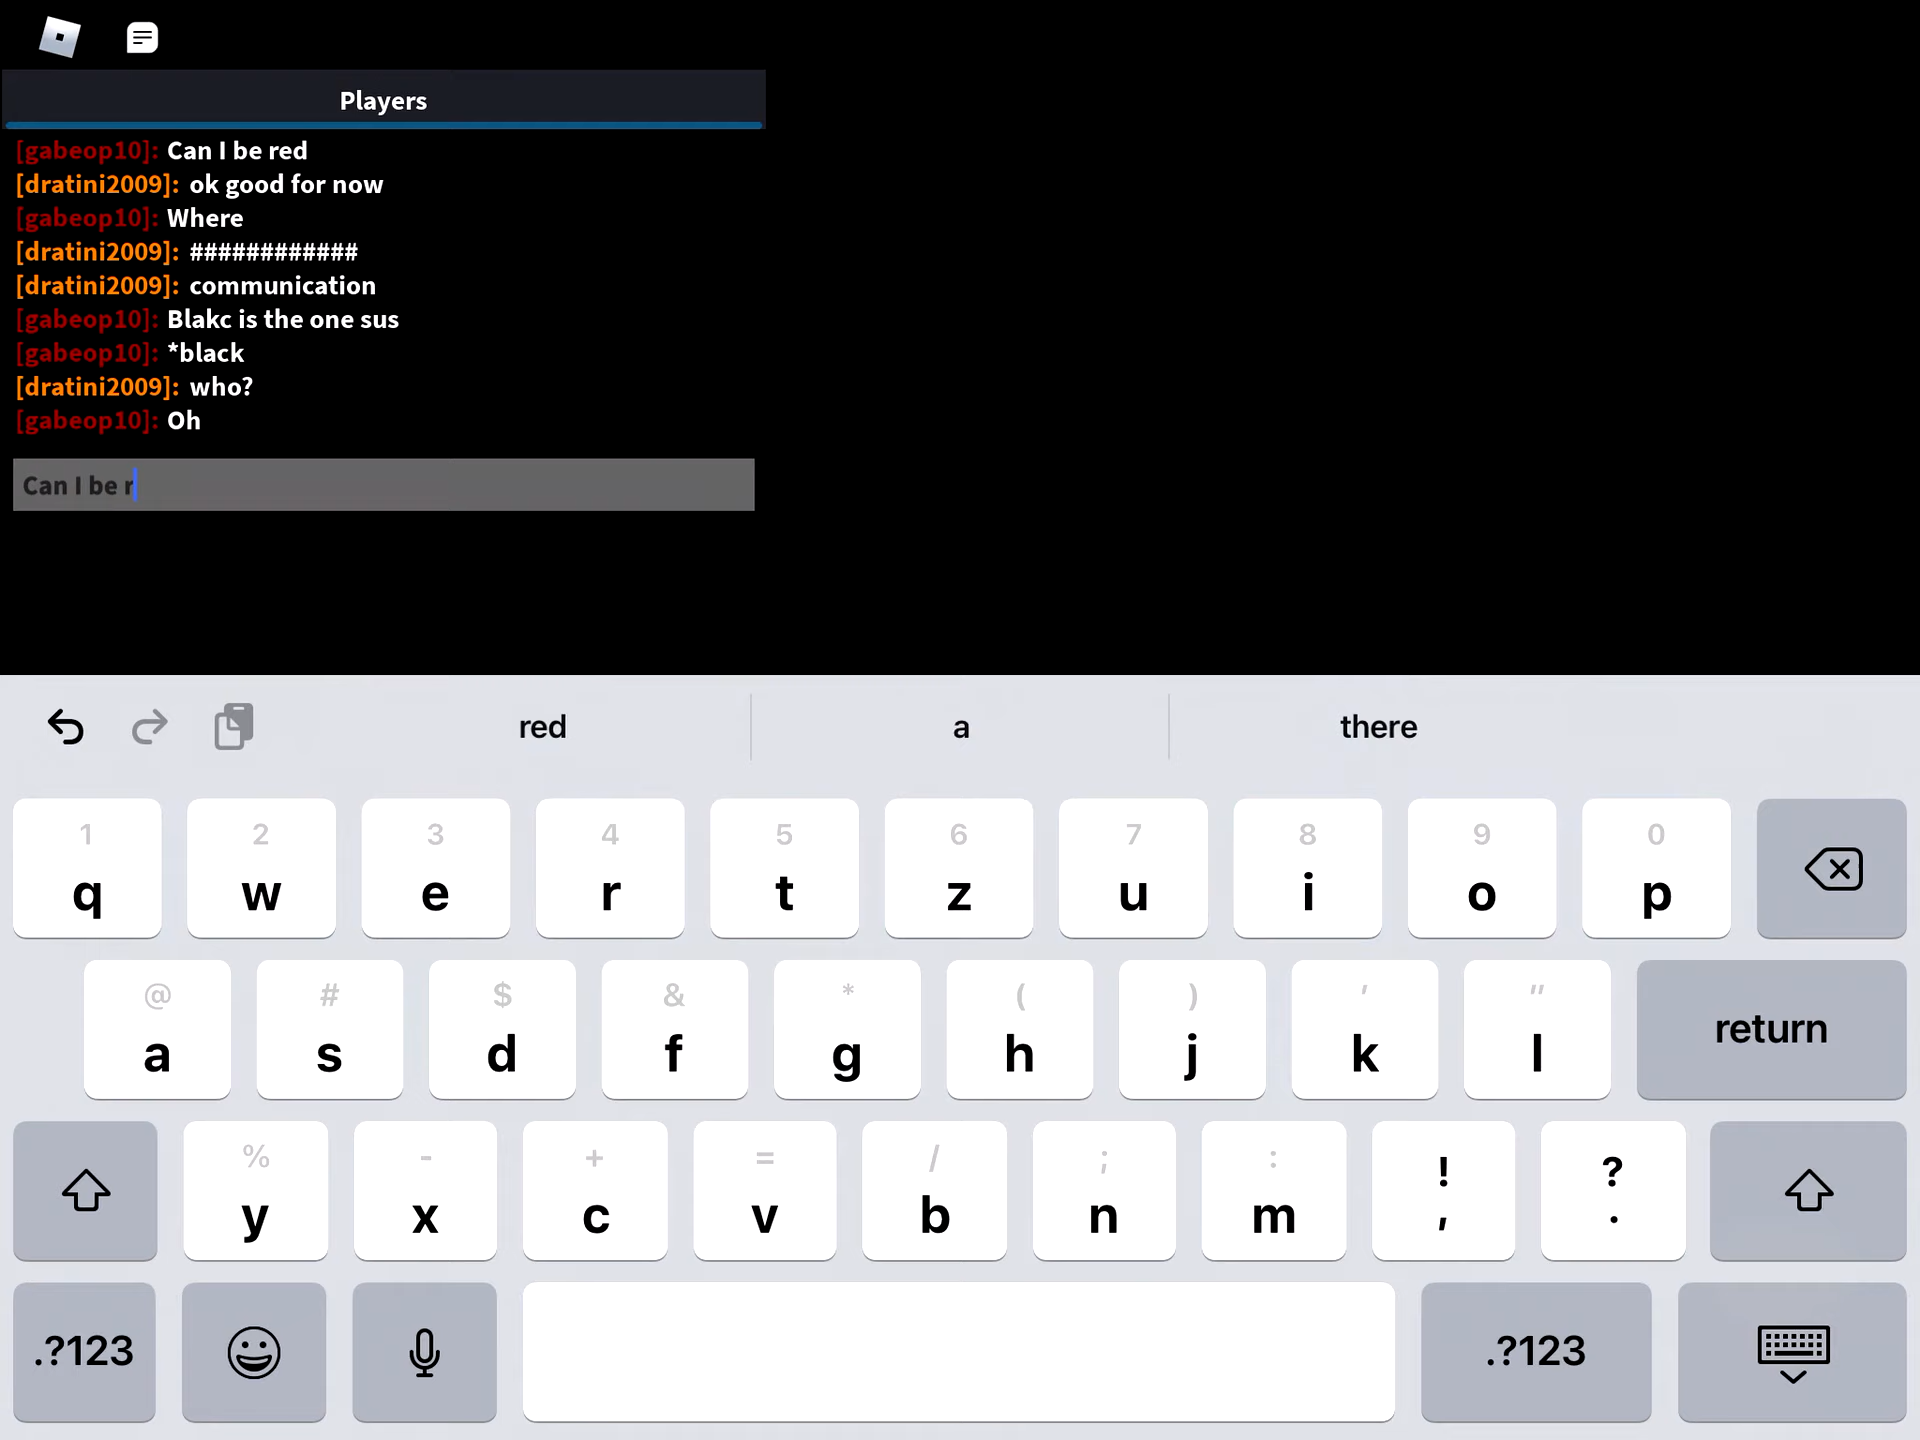 Players
[gabeop10]: Can I be red
[dratini2009]: ok good for now
[gabeop10]: Where
[dratini2009]: ############
[dratini2009]: communication
[gabeop10]: Blakc is the one sus
[gabeop10]: *black
[dratini2009]: who?
[gabeop10]: Oh
Can I be r
red a there
1 2 3 4 5 6 7 8 9 0
q w e r t z u i o p
@ # $ & * ( ) ' "
a s d f g h j k l return
% - + = / ; : ! ?
y x c v b n m , .
.?123 .?123